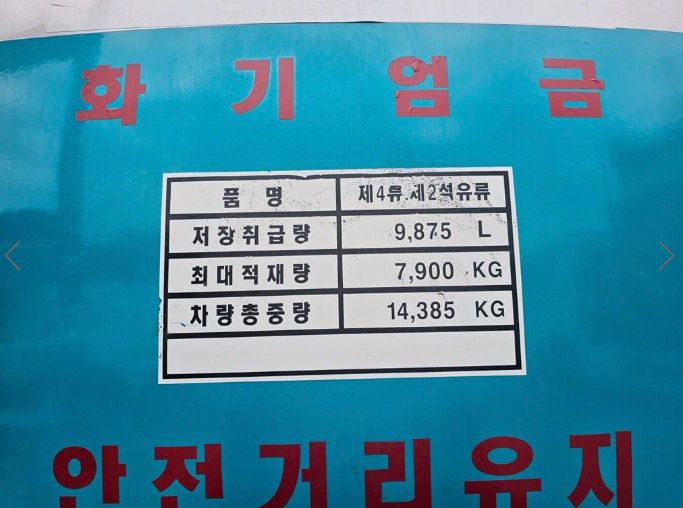 화기엄금
품명 제4류.제2석유류
저장취급량 9,875 L
최대적재량 7,900 KG
차량총중량 14,385 KG
안전거리유지